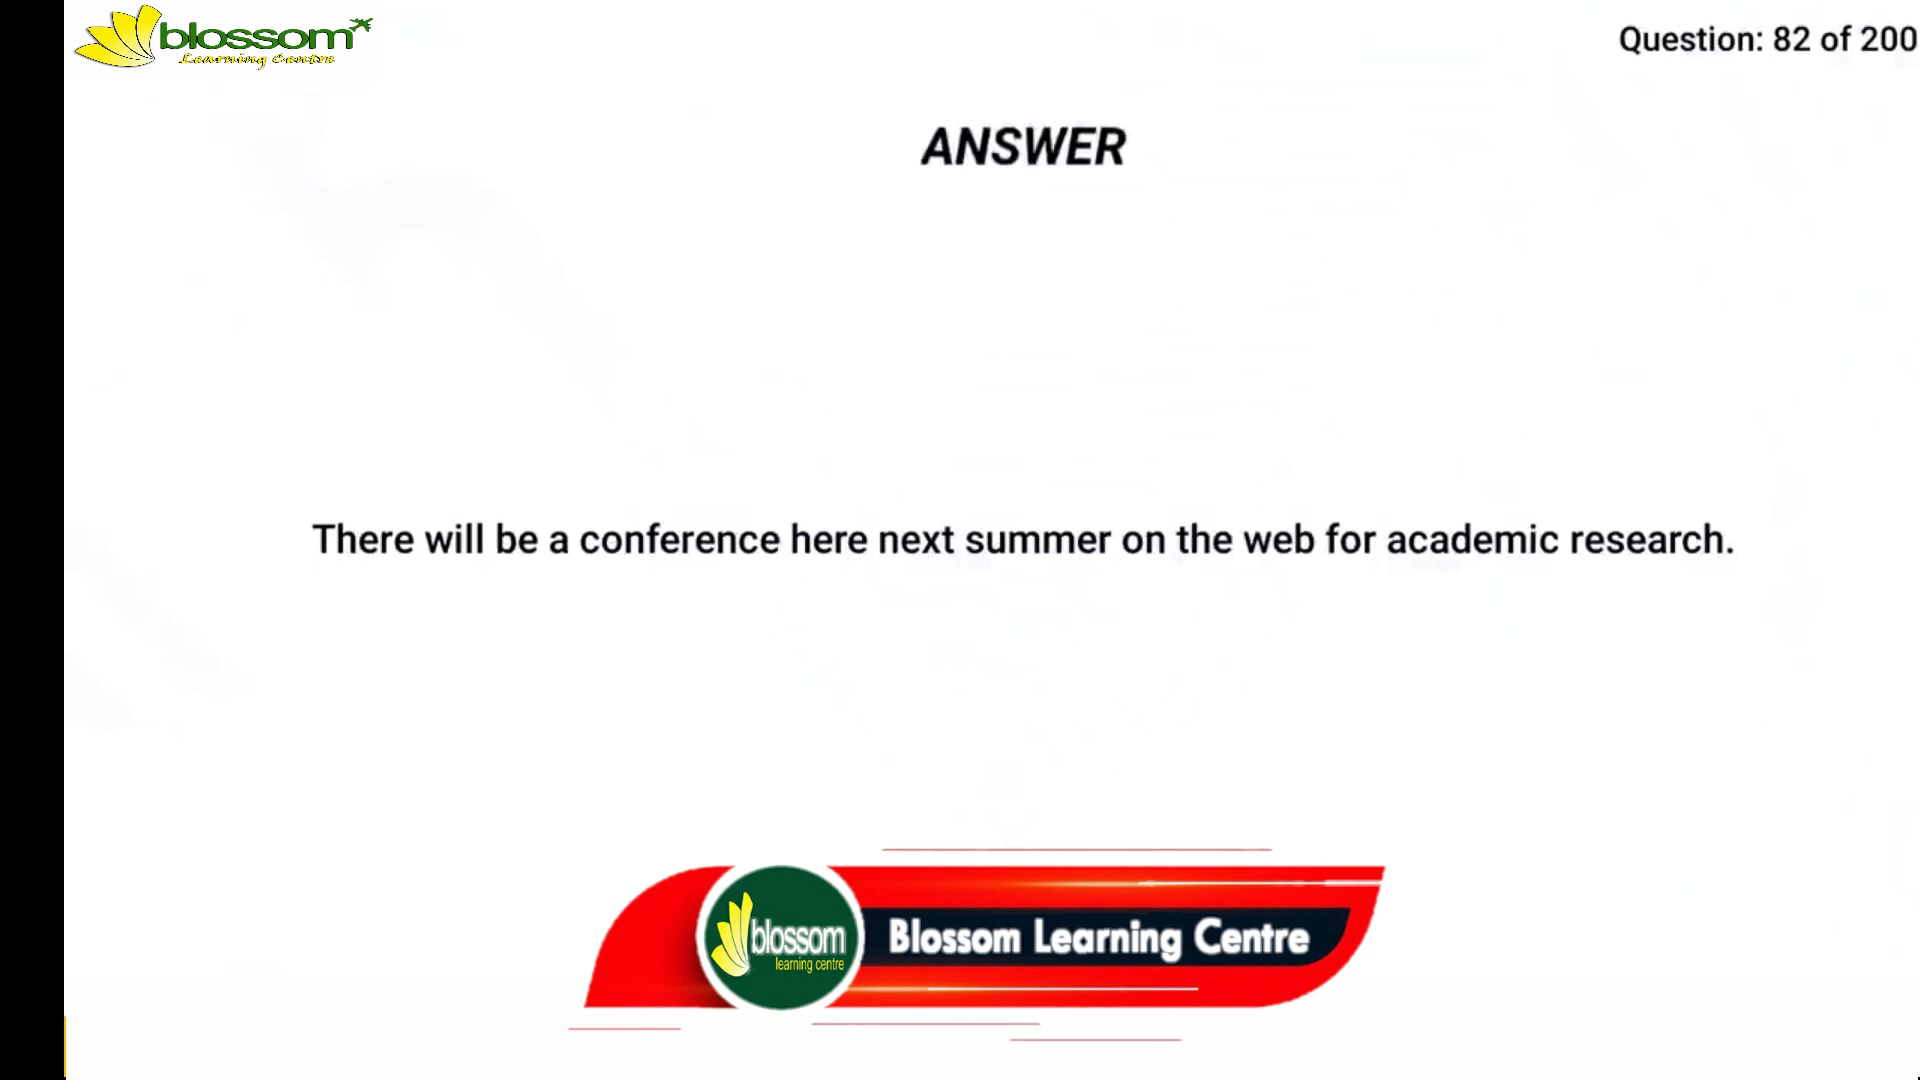 blossom
Learning Centre
Question: 82 of 200
ANSWER
There will be a conference here next summer on the web for academic research.
blossom
learning centre
Blossom Learning Centre